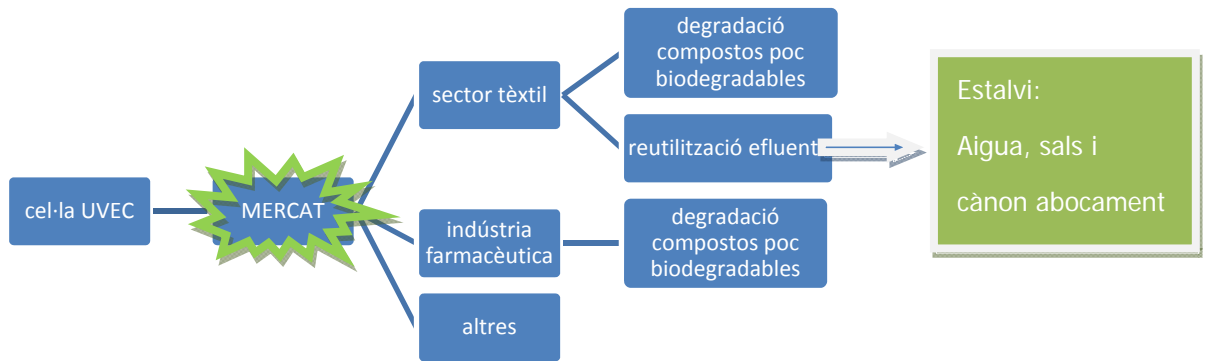 cel·la UVEC
MERCAT
sector tèxtil
degradació
compostos poc
biodegradables
reutilització efluent
Estalvi:
Aigua, sals i
cànon abocament
indústria
farmacèutica
degradació
compostos poc
biodegradables
altres